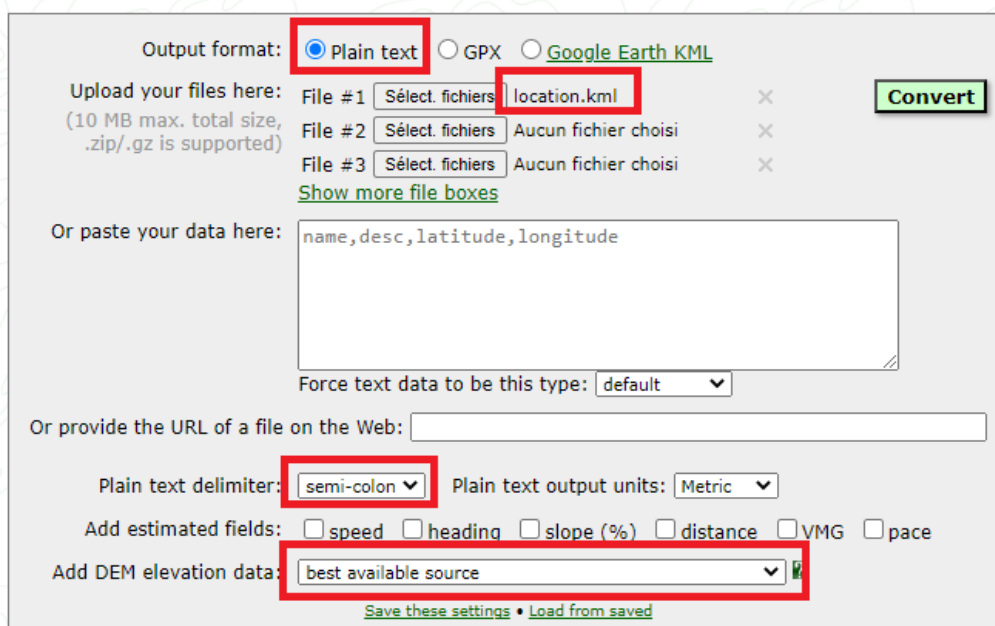 Output format: Plain text GPX Google Earth KML
Upload your files here: File #1 Sélect. fichiers location.kml Convert
(10 MB max. total size, File #2 Sélect. fichiers Aucun fichier choisi
.zip/.gz is supported) File #3 Sélect. fichiers Aucun fichier choisi
Show more file boxes
Or paste your data here: name,desc,latitude,longitude
Force text data to be this type: default
Or provide the URL of a file on the Web:
Plain text delimiter: semi-colon Plain text output units: Metric
Add estimated fields: speed heading slope (%) distance VMG pace
Add DEM elevation data: best available source
Save these settings • Load from saved